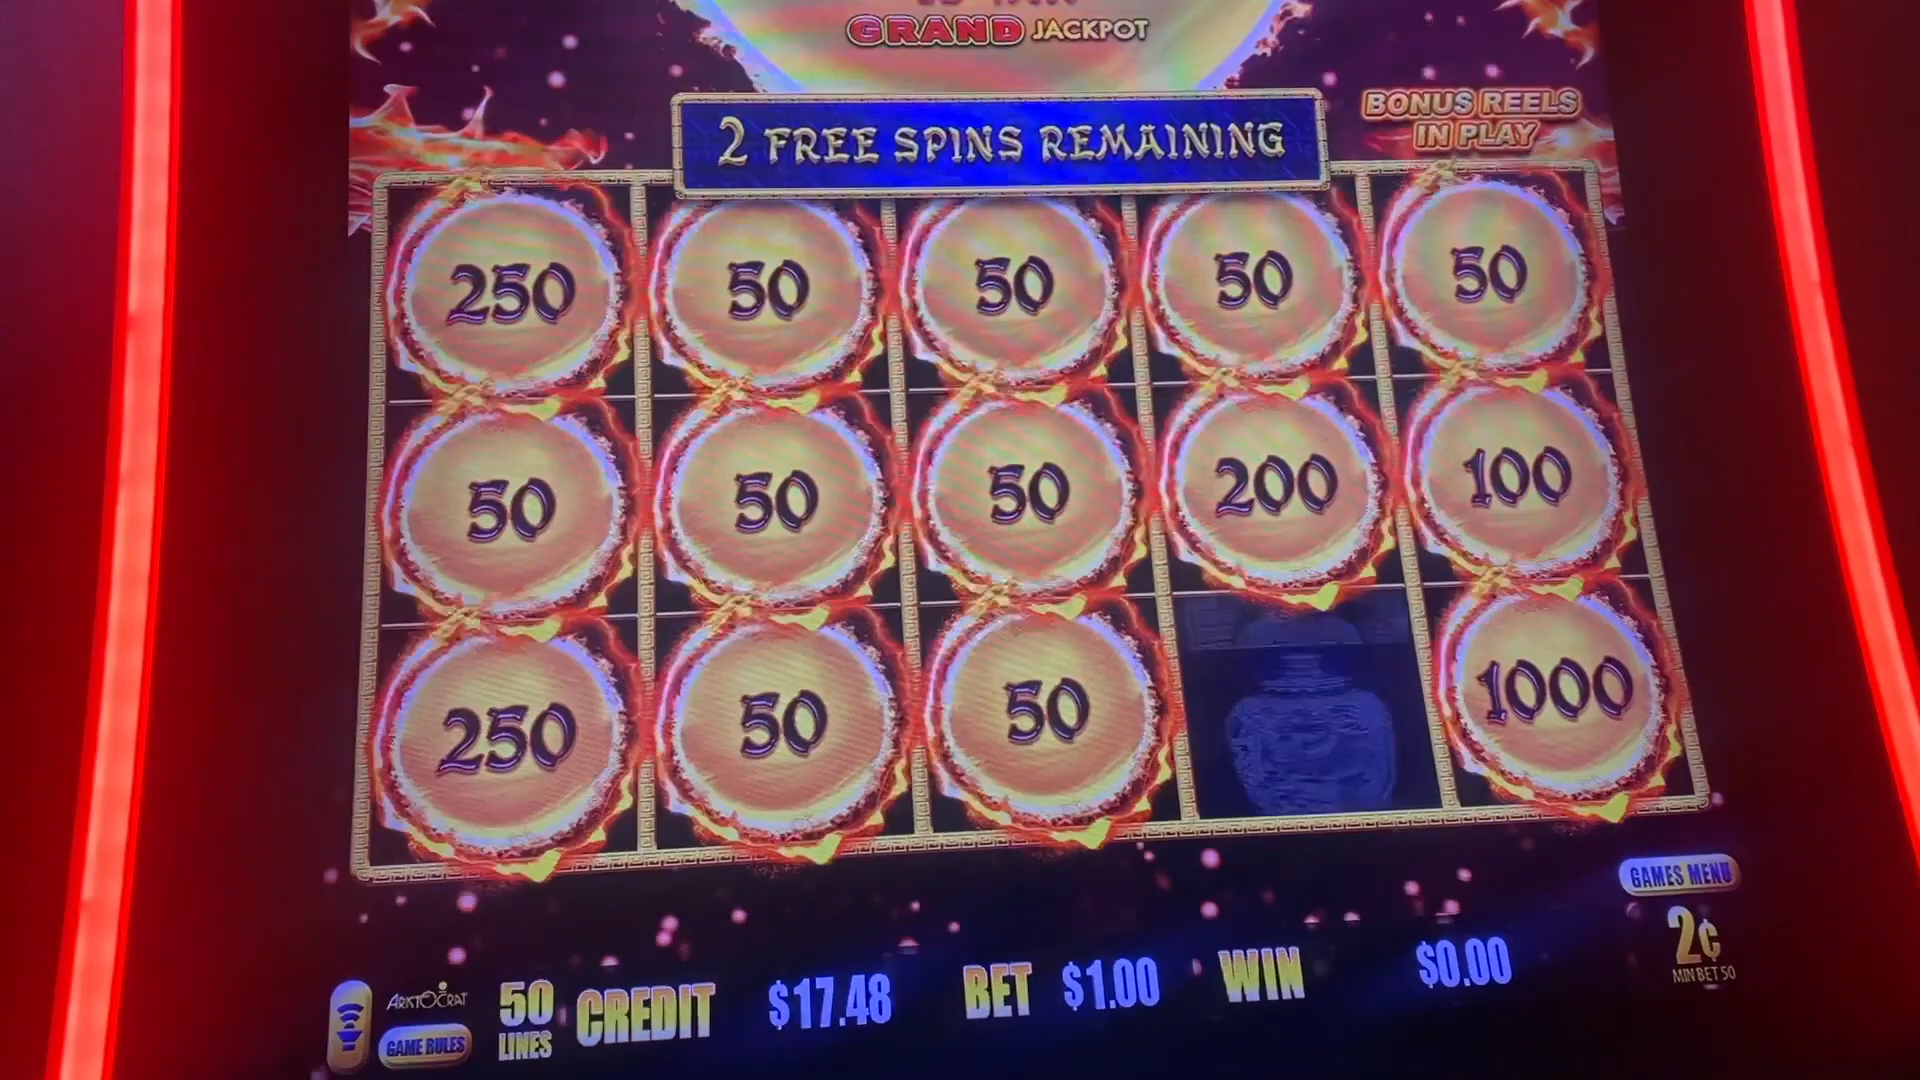 GRAND JACKPOT
BONUS REELS
IN PLAY
2 FREE SPINS REMAINING
250 50 50 50 50
50 50 50 200 100
250 50 50 1000
GAMES MENU
2¢
MIN BET 50
ARISTOCRAT
GAME RULES
50
LINES
CREDIT $17.48 BET $1.00 WIN $0.00